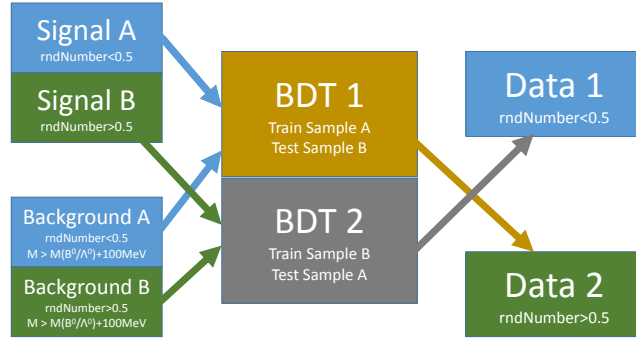 Signal A
rndNumber<0.5
Signal B
rndNumber>0.5
Background A
rndNumber<0.5
M > M(B⁰/Λ⁰)+100MeV
Background B
rndNumber>0.5
M > M(B⁰/Λ⁰)+100MeV
BDT 1
Train Sample A
Test Sample B
BDT 2
Train Sample B
Test Sample A
Data 1
rndNumber<0.5
Data 2
rndNumber>0.5